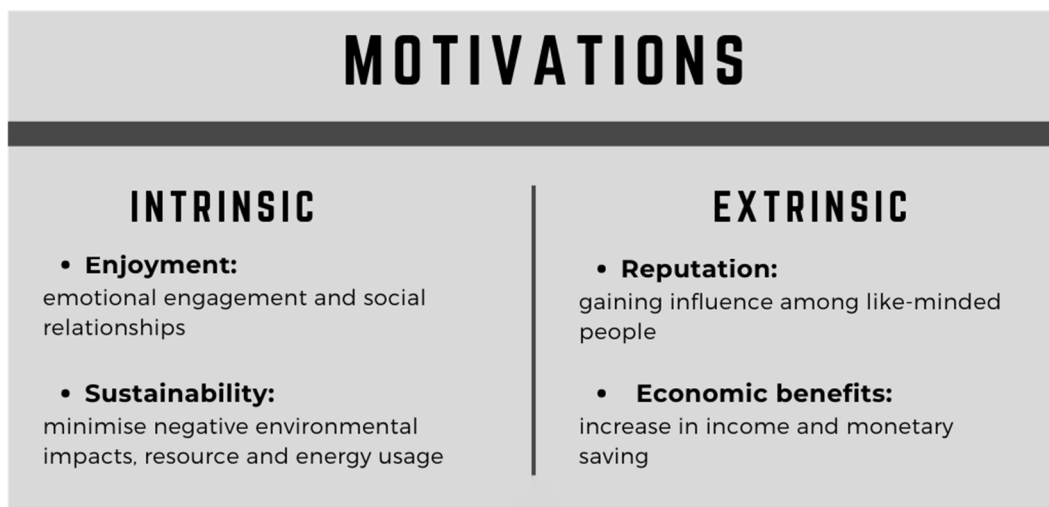 MOTIVATIONS
INTRINSIC
• Enjoyment:
emotional engagement and social
relationships
• Sustainability:
minimise negative environmental
impacts, resource and energy usage
EXTRINSIC
• Reputation:
gaining influence among like-minded
people
• Economic benefits:
increase in income and monetary
saving